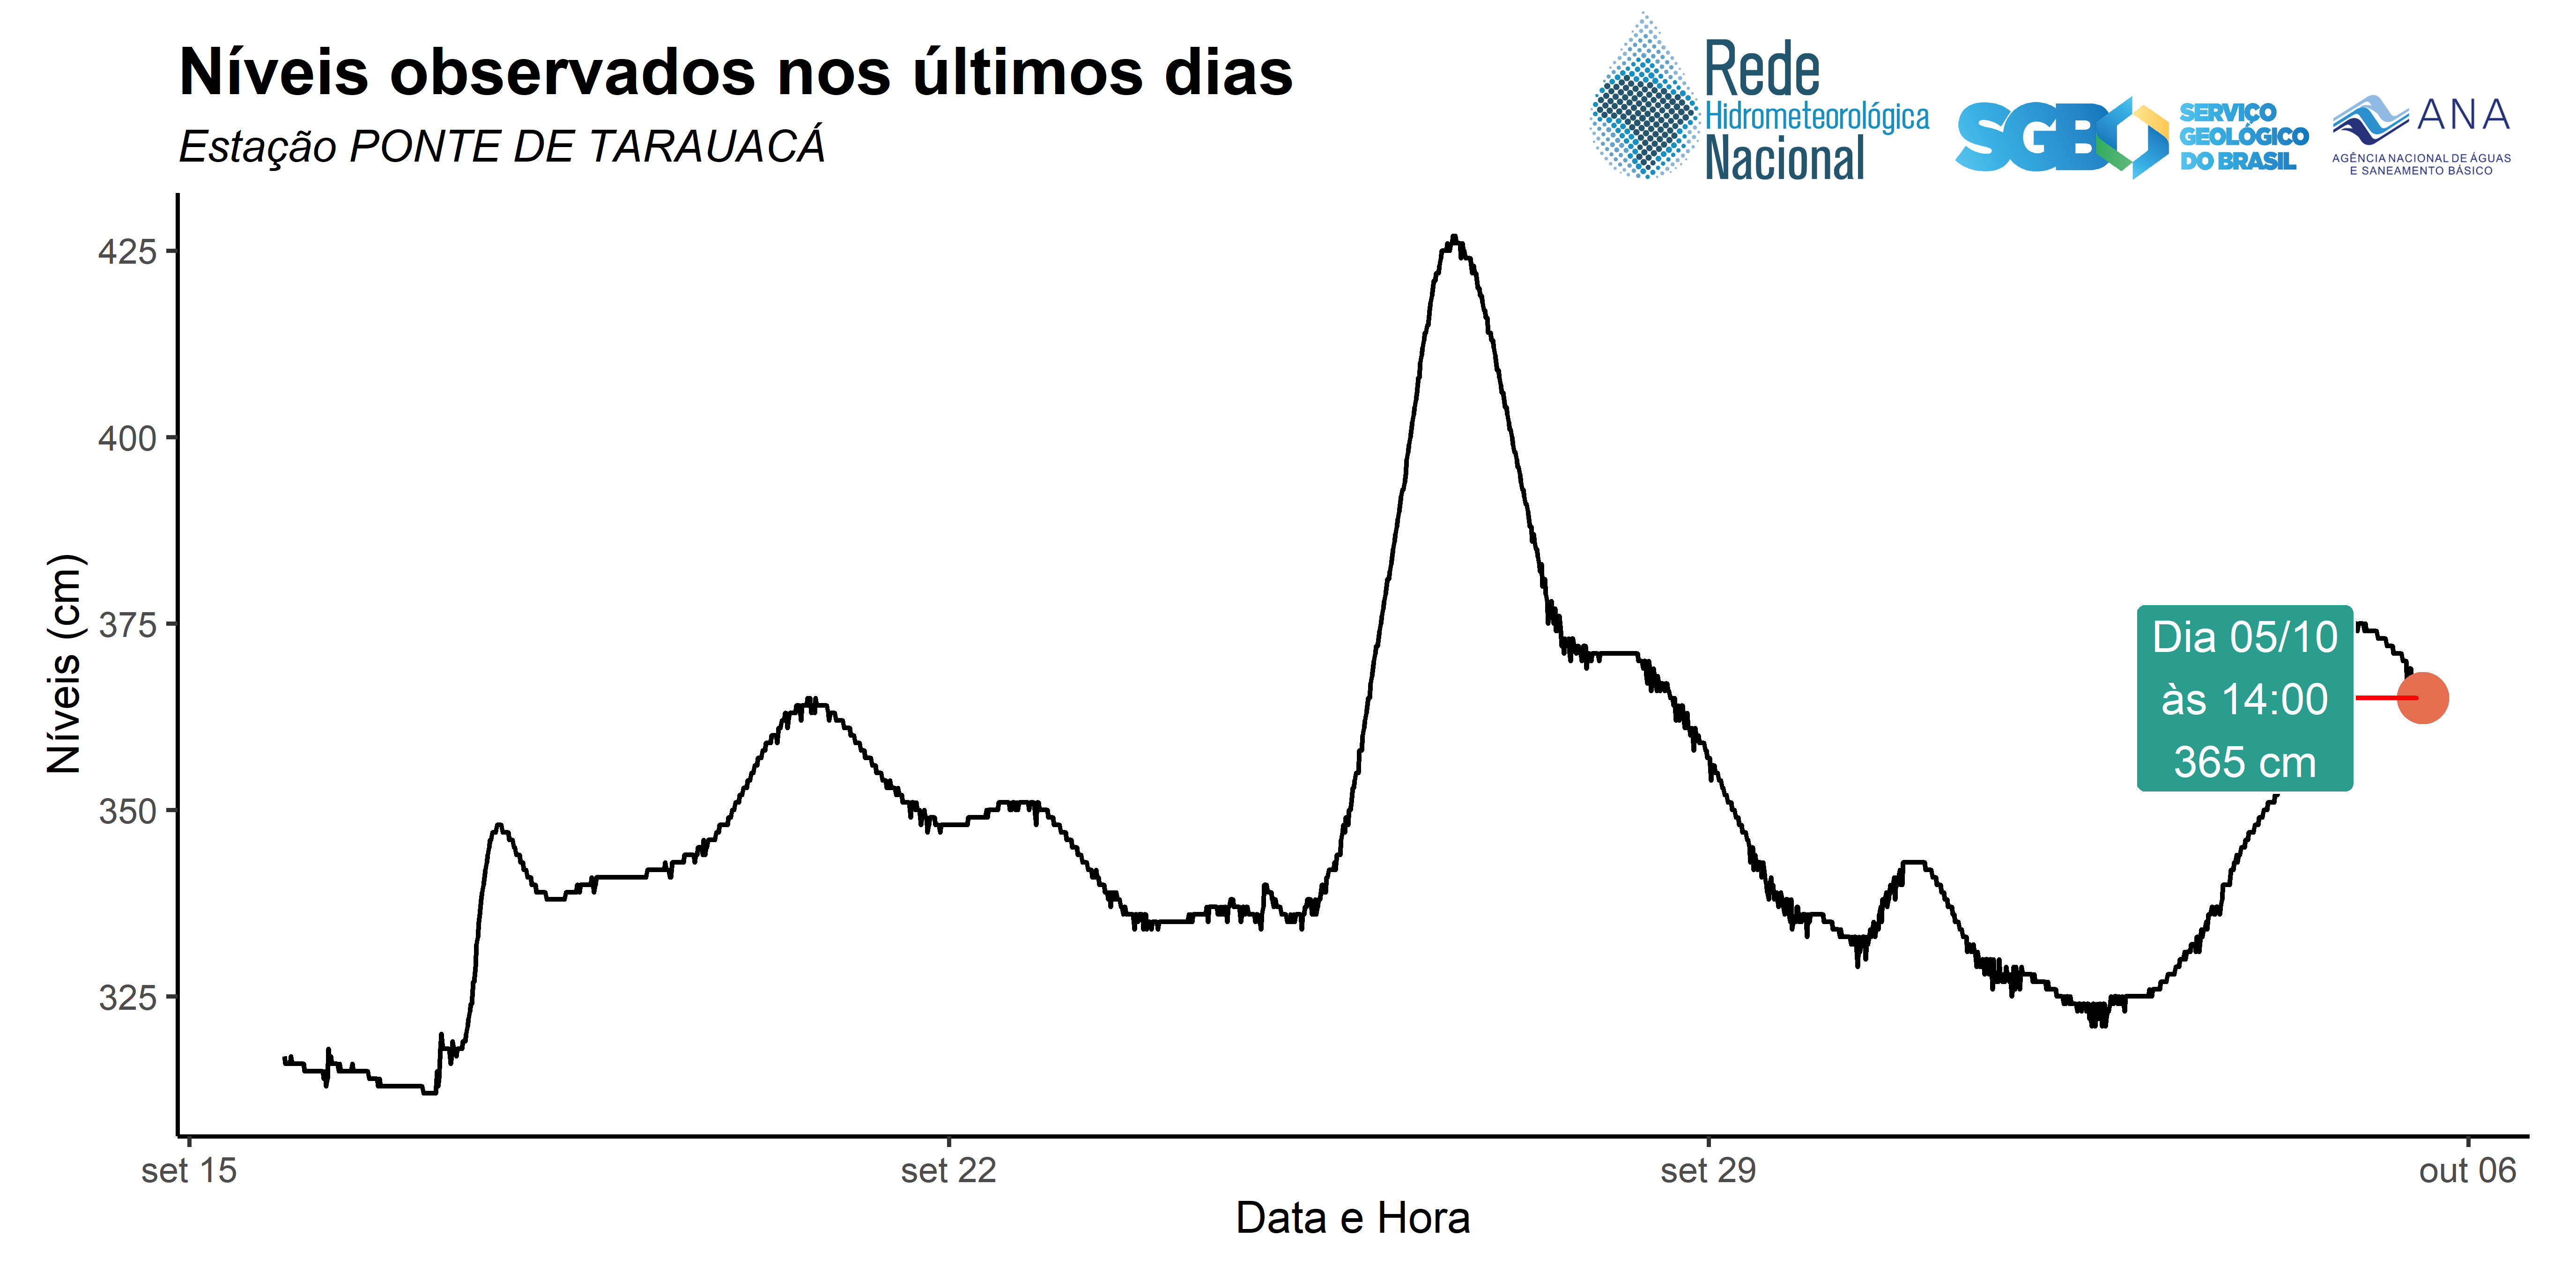 Níveis observados nos últimos dias
Estação PONTE DE TARAUACÁ
Rede
Hidrometeorológica
Nacional
SGB
SERVIÇO
GEOLÓGICO
DO BRASIL
ANA
AGÊNCIA NACIONAL DE ÁGUAS
E SANEAMENTO BÁSICO
Níveis (cm)
425
400
375
350
325
Dia 05/10
às 14:00
365 cm
set 15
set 22
set 29
out 06
Data e Hora